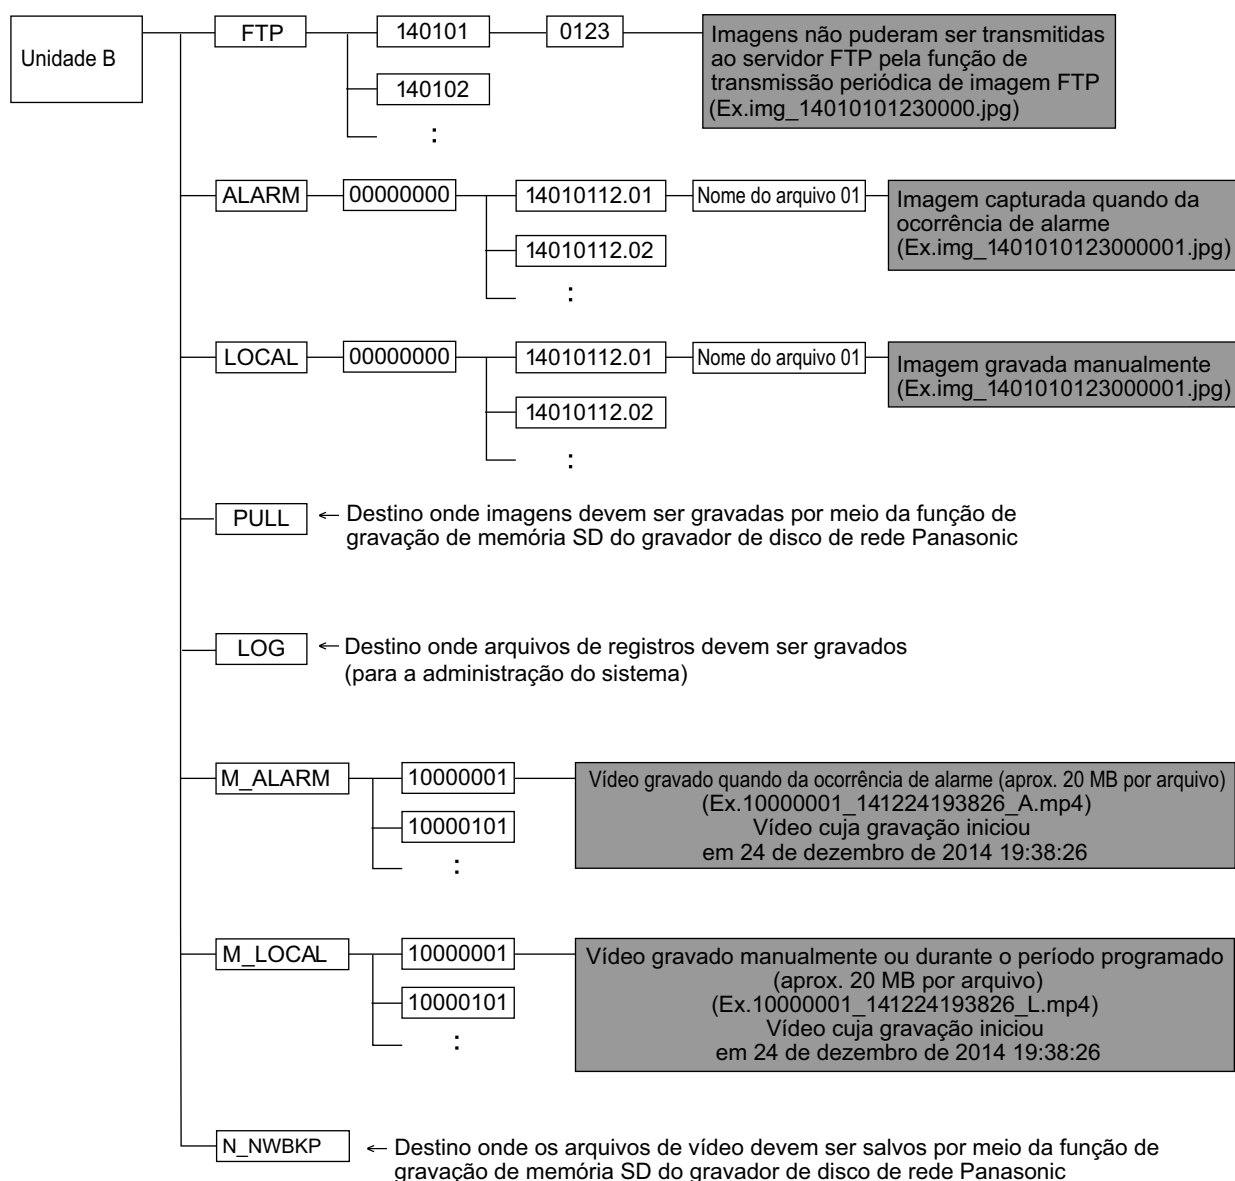 Unidade B
FTP
140101
0123
Imagens não puderam ser transmitidas
ao servidor FTP pela função de
transmissão periódica de imagem FTP
(Ex.img_14010101230000.jpg)
140102
:
ALARM
00000000
14010112.01
Nome do arquivo 01
Imagem capturada quando da
ocorrência de alarme
(Ex.img_1401010123000001.jpg)
14010112.02
:
LOCAL
00000000
14010112.01
Nome do arquivo 01
Imagem gravada manualmente
(Ex.img_1401010123000001.jpg)
14010112.02
:
PULL
← Destino onde imagens devem ser gravadas por meio da função de
gravação de memória SD do gravador de disco de rede Panasonic
LOG
← Destino onde arquivos de registros devem ser gravados
(para a administração do sistema)
M_ALARM
10000001
Vídeo gravado quando da ocorrência de alarme (aprox. 20 MB por arquivo)
(Ex.10000001_141224193826_A.mp4)
Vídeo cuja gravação iniciou
em 24 de dezembro de 2014 19:38:26
10000101
:
M_LOCAL
10000001
Vídeo gravado manualmente ou durante o período programado
(aprox. 20 MB por arquivo)
(Ex.10000001_141224193826_L.mp4)
Vídeo cuja gravação iniciou
em 24 de dezembro de 2014 19:38:26
10000101
:
N_NWBKP
← Destino onde os arquivos de vídeo devem ser salvos por meio da função de
gravação de memória SD do gravador de disco de rede Panasonic